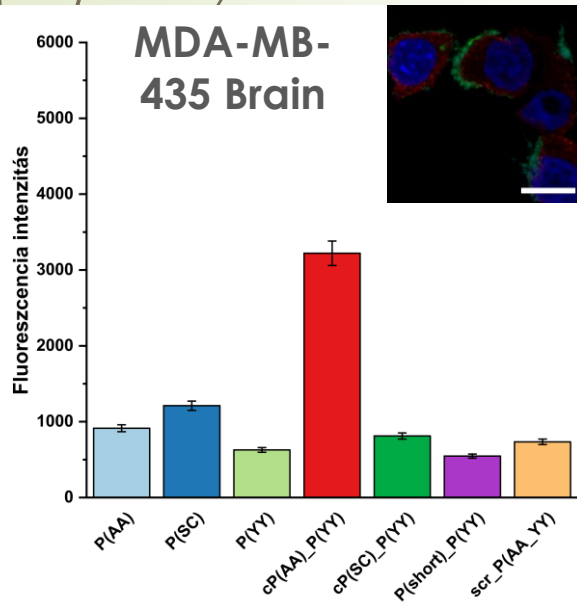 MDA-MB-
435 Brain
Fluoreszcencia intenzitás
6000
5000
4000
3000
2000
1000
0
P(AA)
P(SC)
P(YY)
cP(AA)_P(YY)
cP(SC)_P(YY)
P(short)_P(YY)
scr_P(AA_YY)